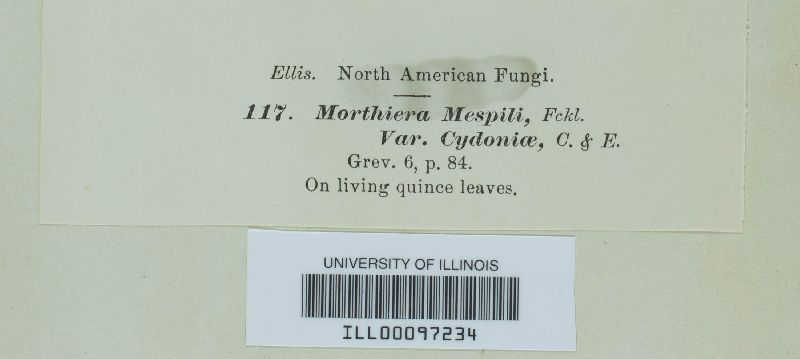 Ellis. North American Fungi.
117. Morthiera Mespili, Fckl.
Var. Cydoniæ, C. & E.
Grev. 6, p. 84.
On living quince leaves.
UNIVERSITY OF ILLINOIS
ILL00097234